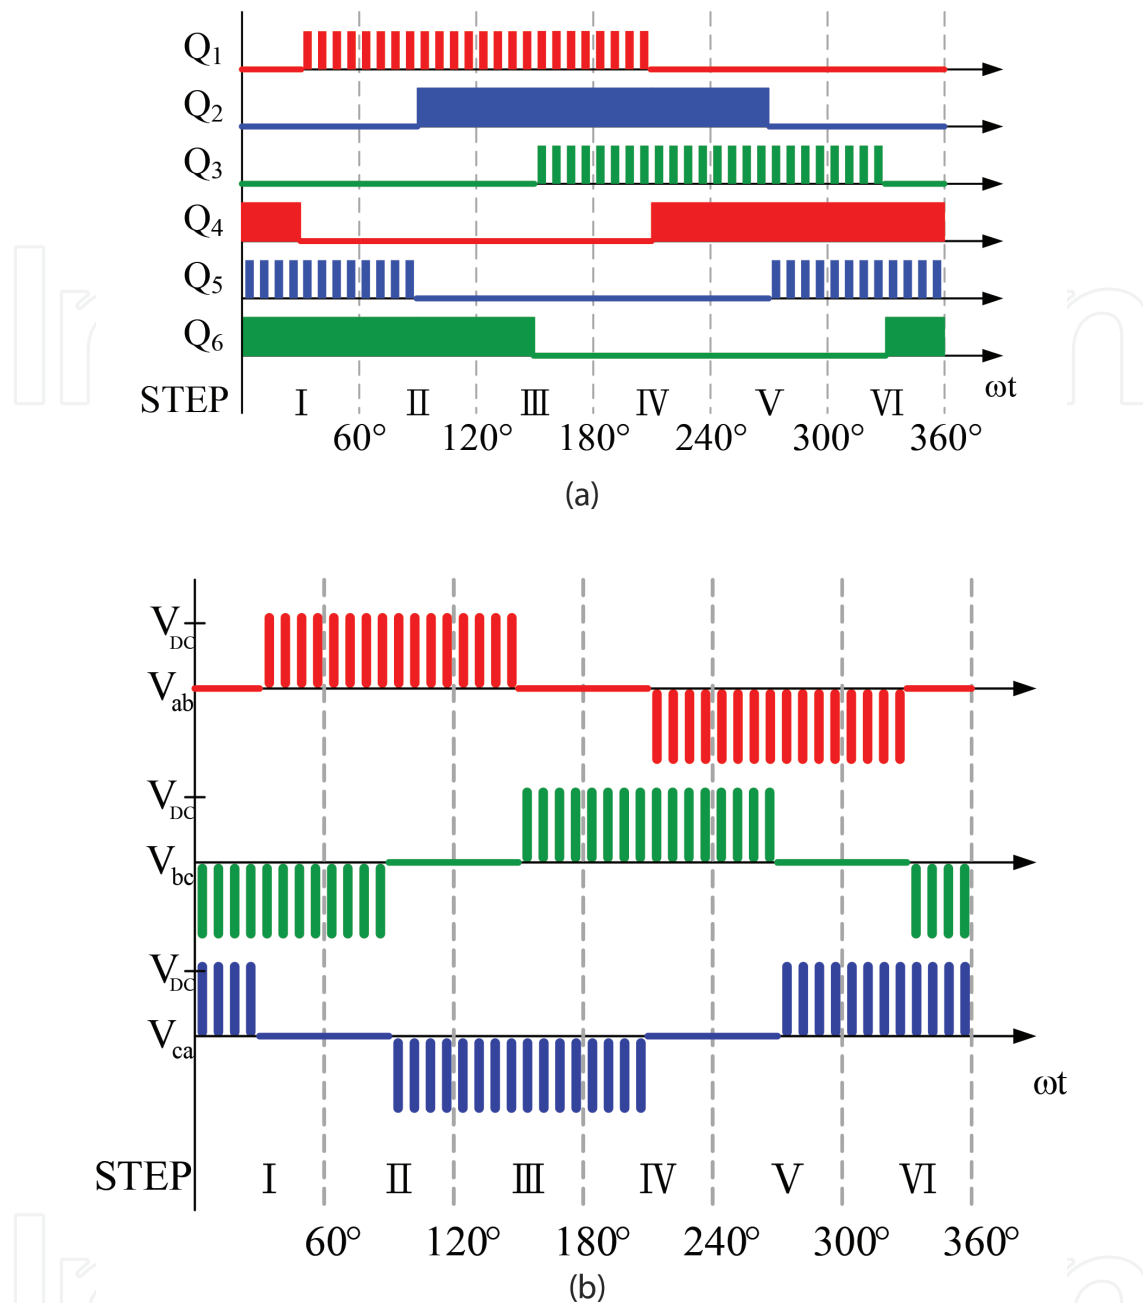 Q1
Q2
Q3
Q4
Q5
Q6
STEP I II III IV V VI ωt
60° 120° 180° 240° 300° 360°
(a)
VDC
Vab
VDC
Vbc
VDC
Vca
ωt
STEP I II III IV V VI
60° 120° 180° 240° 300° 360°
(b)